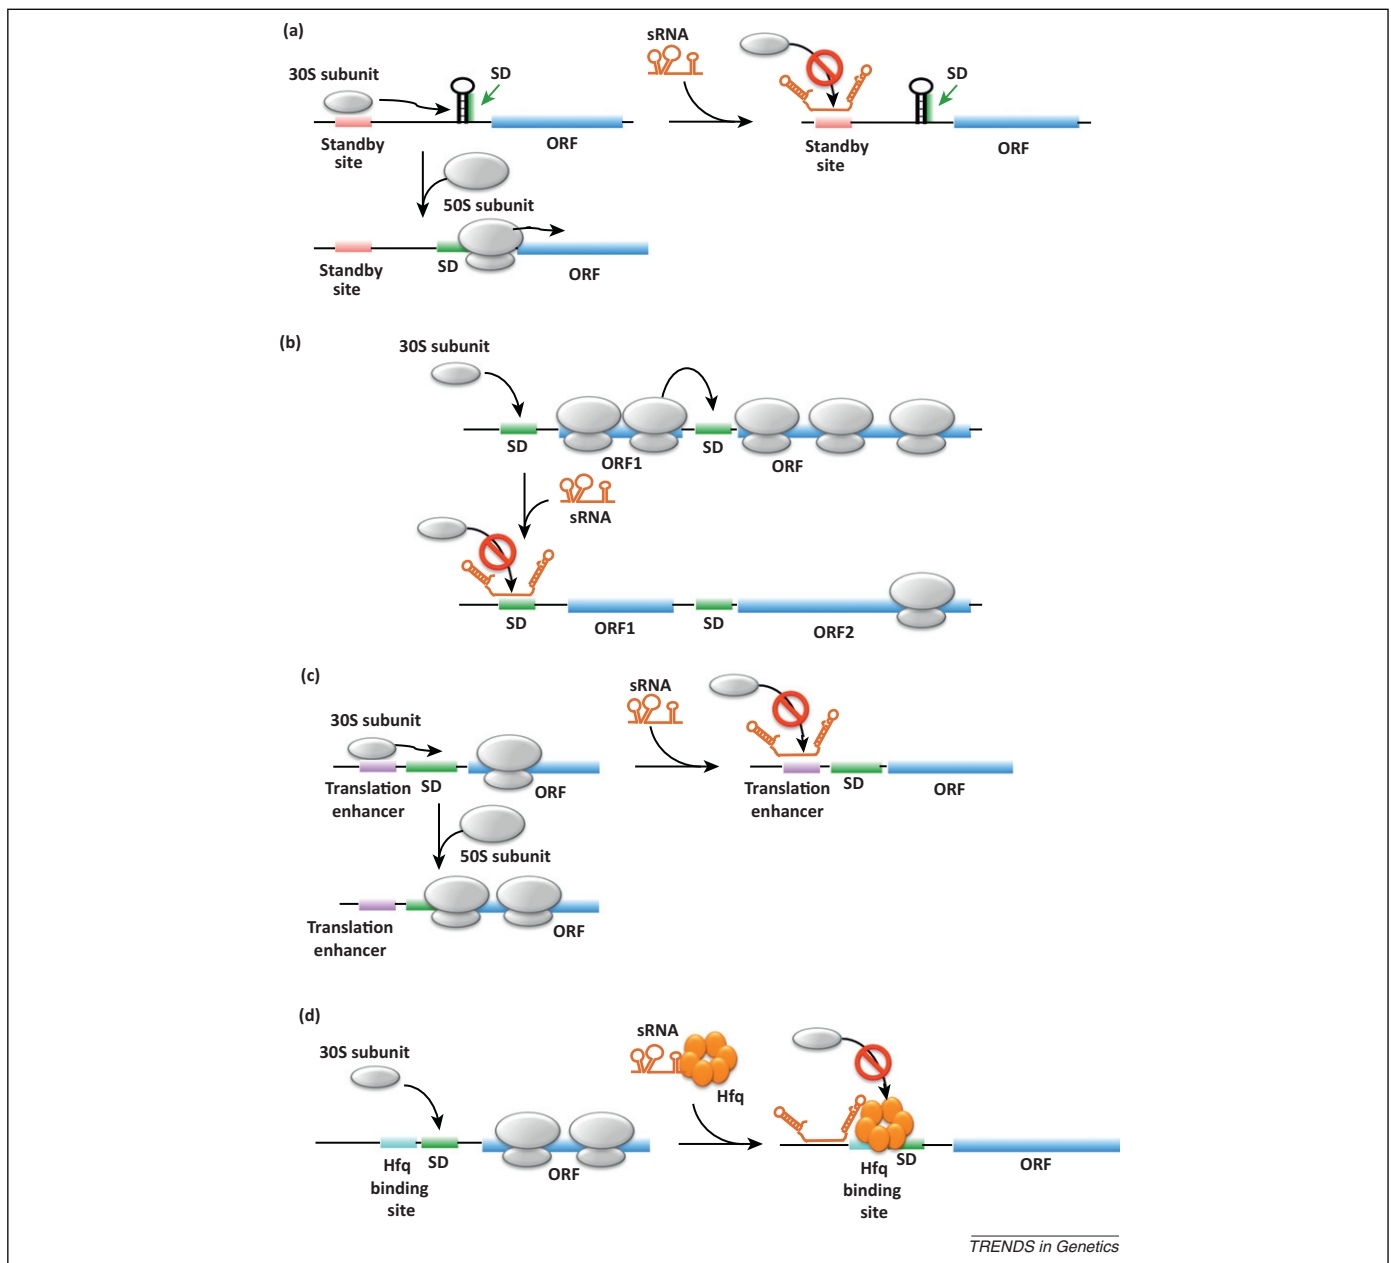 (a)
sRNA
30S subunit
SD
SD
Standby
site
ORF
Standby
site
ORF
50S subunit
SD
Standby
site
ORF
(b)
30S subunit
SD
ORF1
SD
ORF
sRNA
SD
ORF1
SD
ORF2
(c)
sRNA
30S subunit
Translation
enhancer
SD
ORF
Translation
enhancer
SD
ORF
50S subunit
Translation
enhancer
ORF
(d)
sRNA
30S subunit
Hfq
Hfq
binding
site
SD
ORF
Hfq
binding
site
SD
ORF
TRENDS in Genetics